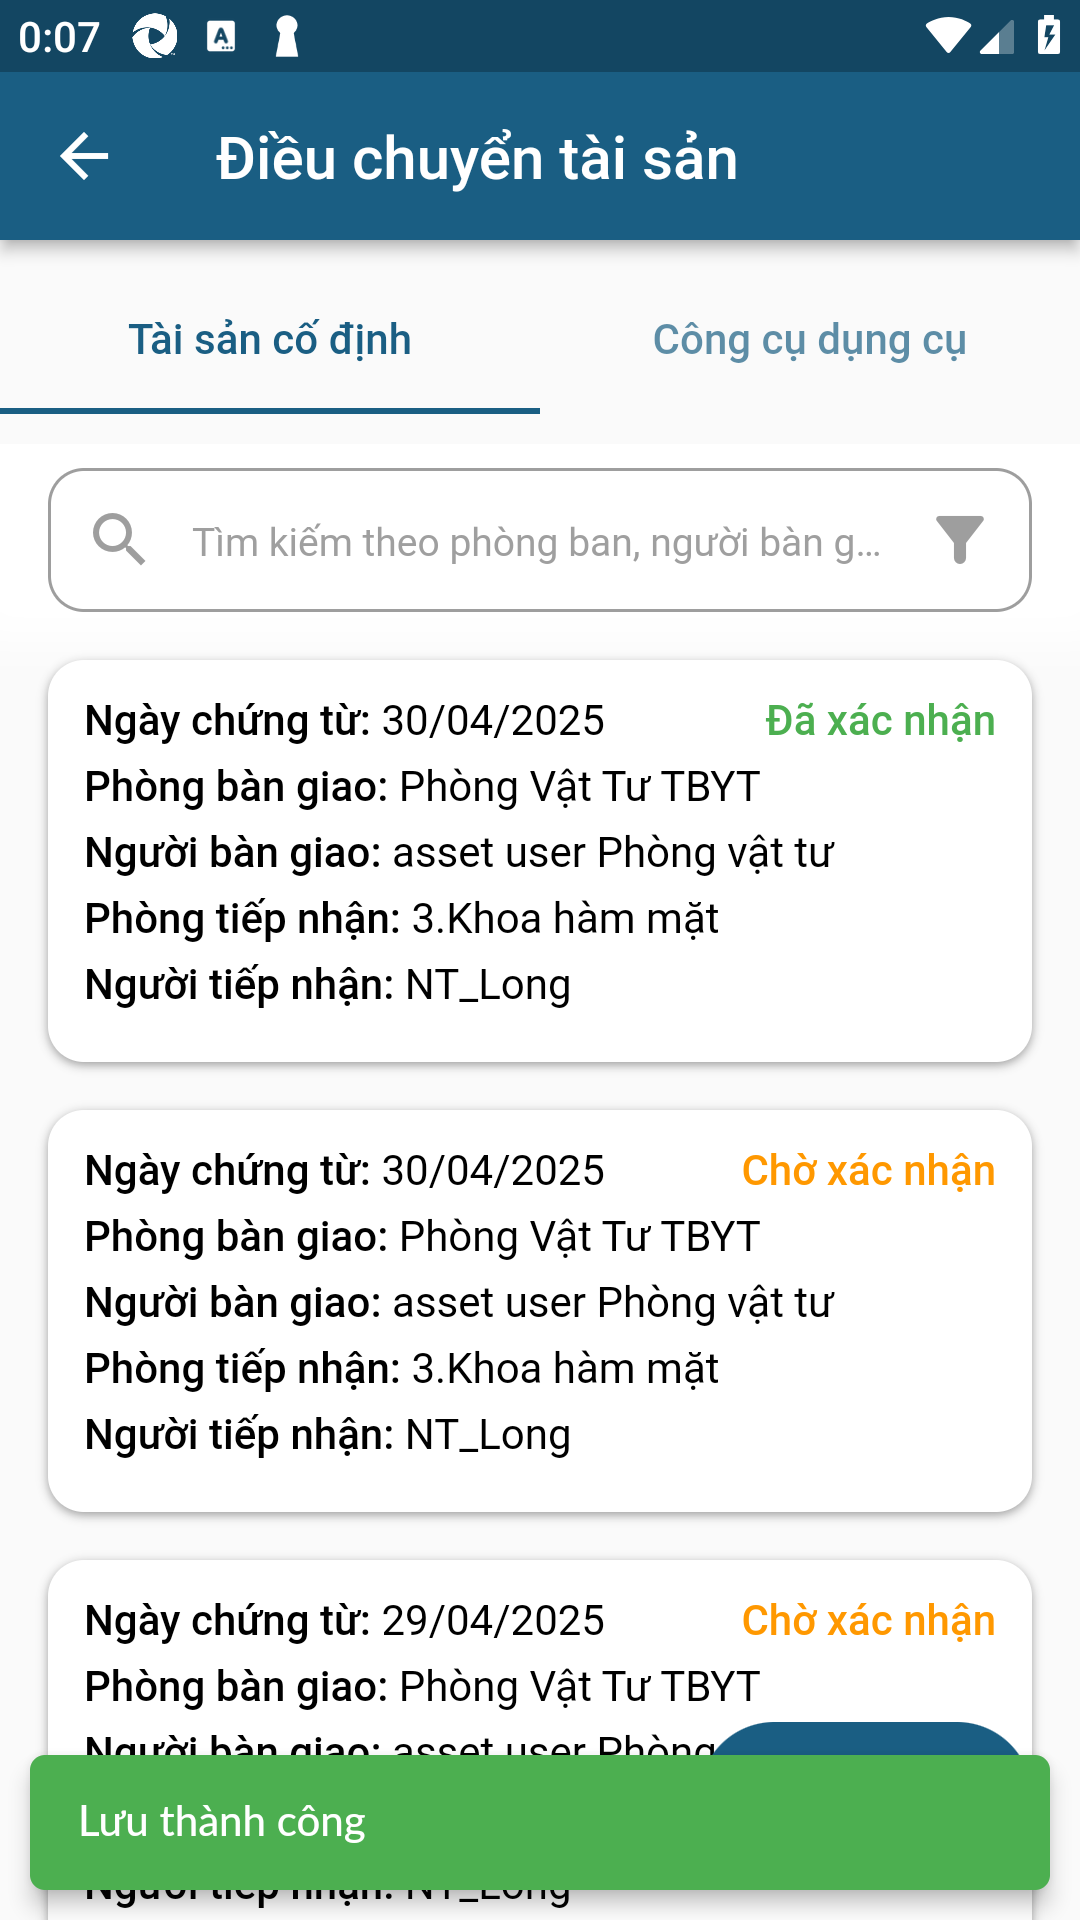 0:07
A
Điều chuyển tài sản
Tài sản cố định
Công cụ dụng cụ
Tìm kiếm theo phòng ban, người bàn g...
Ngày chứng từ: 30/04/2025 Đã xác nhận
Phòng bàn giao: Phòng Vật Tư TBYT
Người bàn giao: asset user Phòng vật tư
Phòng tiếp nhận: 3.Khoa hàm mặt
Người tiếp nhận: NT_Long
Ngày chứng từ: 30/04/2025 Chờ xác nhận
Phòng bàn giao: Phòng Vật Tư TBYT
Người bàn giao: asset user Phòng vật tư
Phòng tiếp nhận: 3.Khoa hàm mặt
Người tiếp nhận: NT_Long
Ngày chứng từ: 29/04/2025 Chờ xác nhận
Phòng bàn giao: Phòng Vật Tư TBYT
Người bàn giao: asset user Phòng
Lưu thành công
Người tiếp nhận: NT_Long